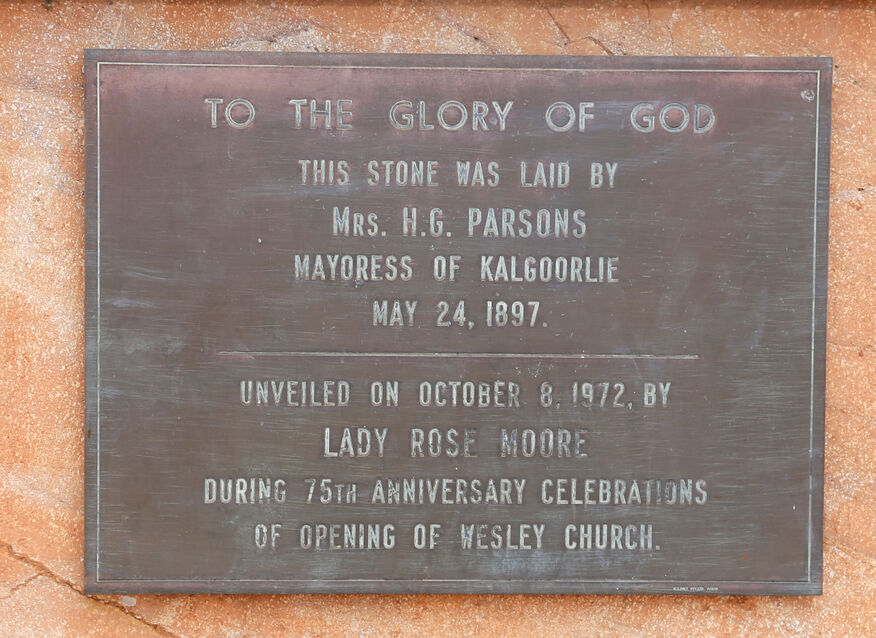 TO THE GLORY OF GOD
THIS STONE WAS LAID BY
MRS. H.G. PARSONS
MAYORESS OF KALGOORLIE
MAY 24, 1897.
UNVEILED ON OCTOBER 8, 1972, BY
LADY ROSE MOORE
DURING 75TH ANNIVERSARY CELEBRATIONS
OF OPENING OF WESLEY CHURCH.